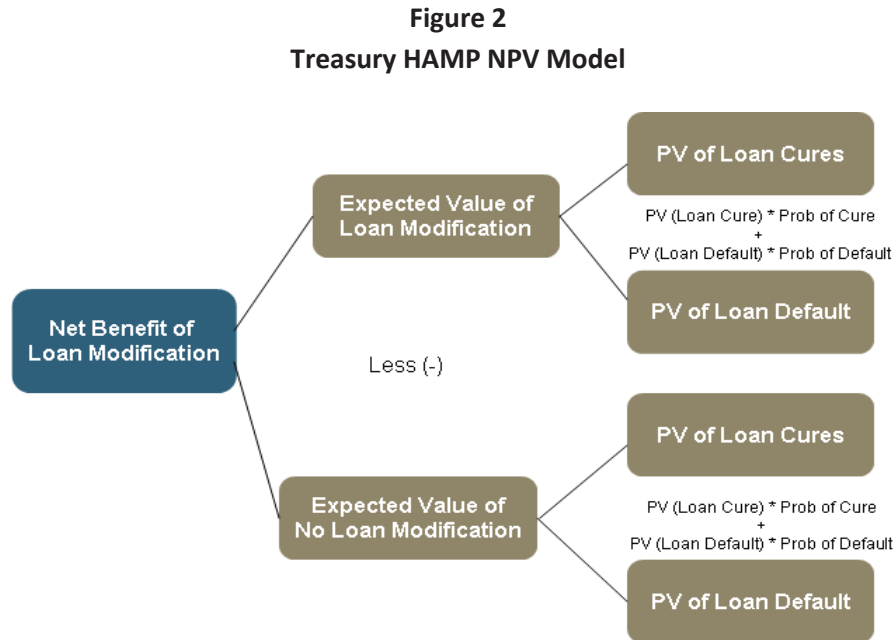 Figure 2
Treasury HAMP NPV Model
PV of Loan Cures
Expected Value of
Loan Modification
PV (Loan Cure) * Prob of Cure
+
PV (Loan Default) * Prob of Default
PV of Loan Default
Net Benefit of
Loan Modification
Less (-)
PV of Loan Cures
Expected Value of
No Loan Modification
PV (Loan Cure) * Prob of Cure
+
PV (Loan Default) * Prob of Default
PV of Loan Default